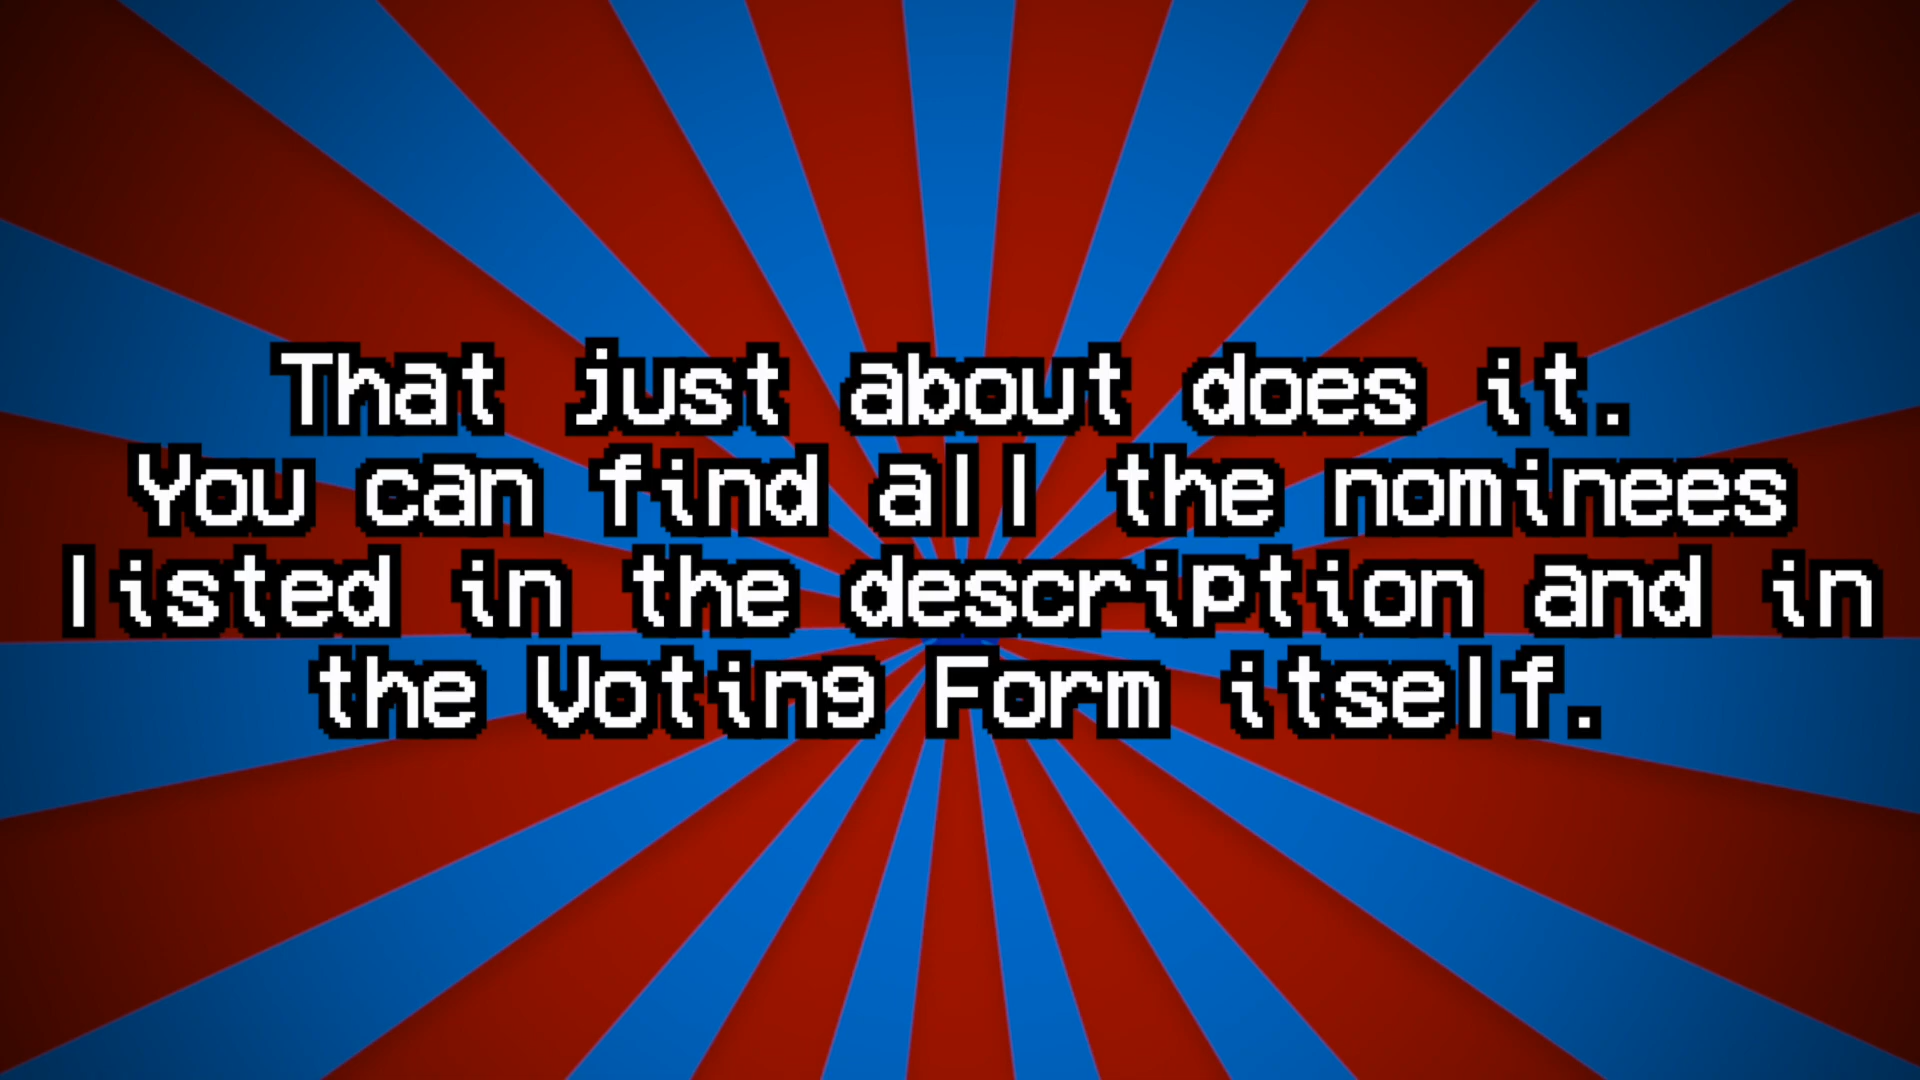 That just about does it.
You can find all the nominees
listed in the description and in
the Voting Form itself.